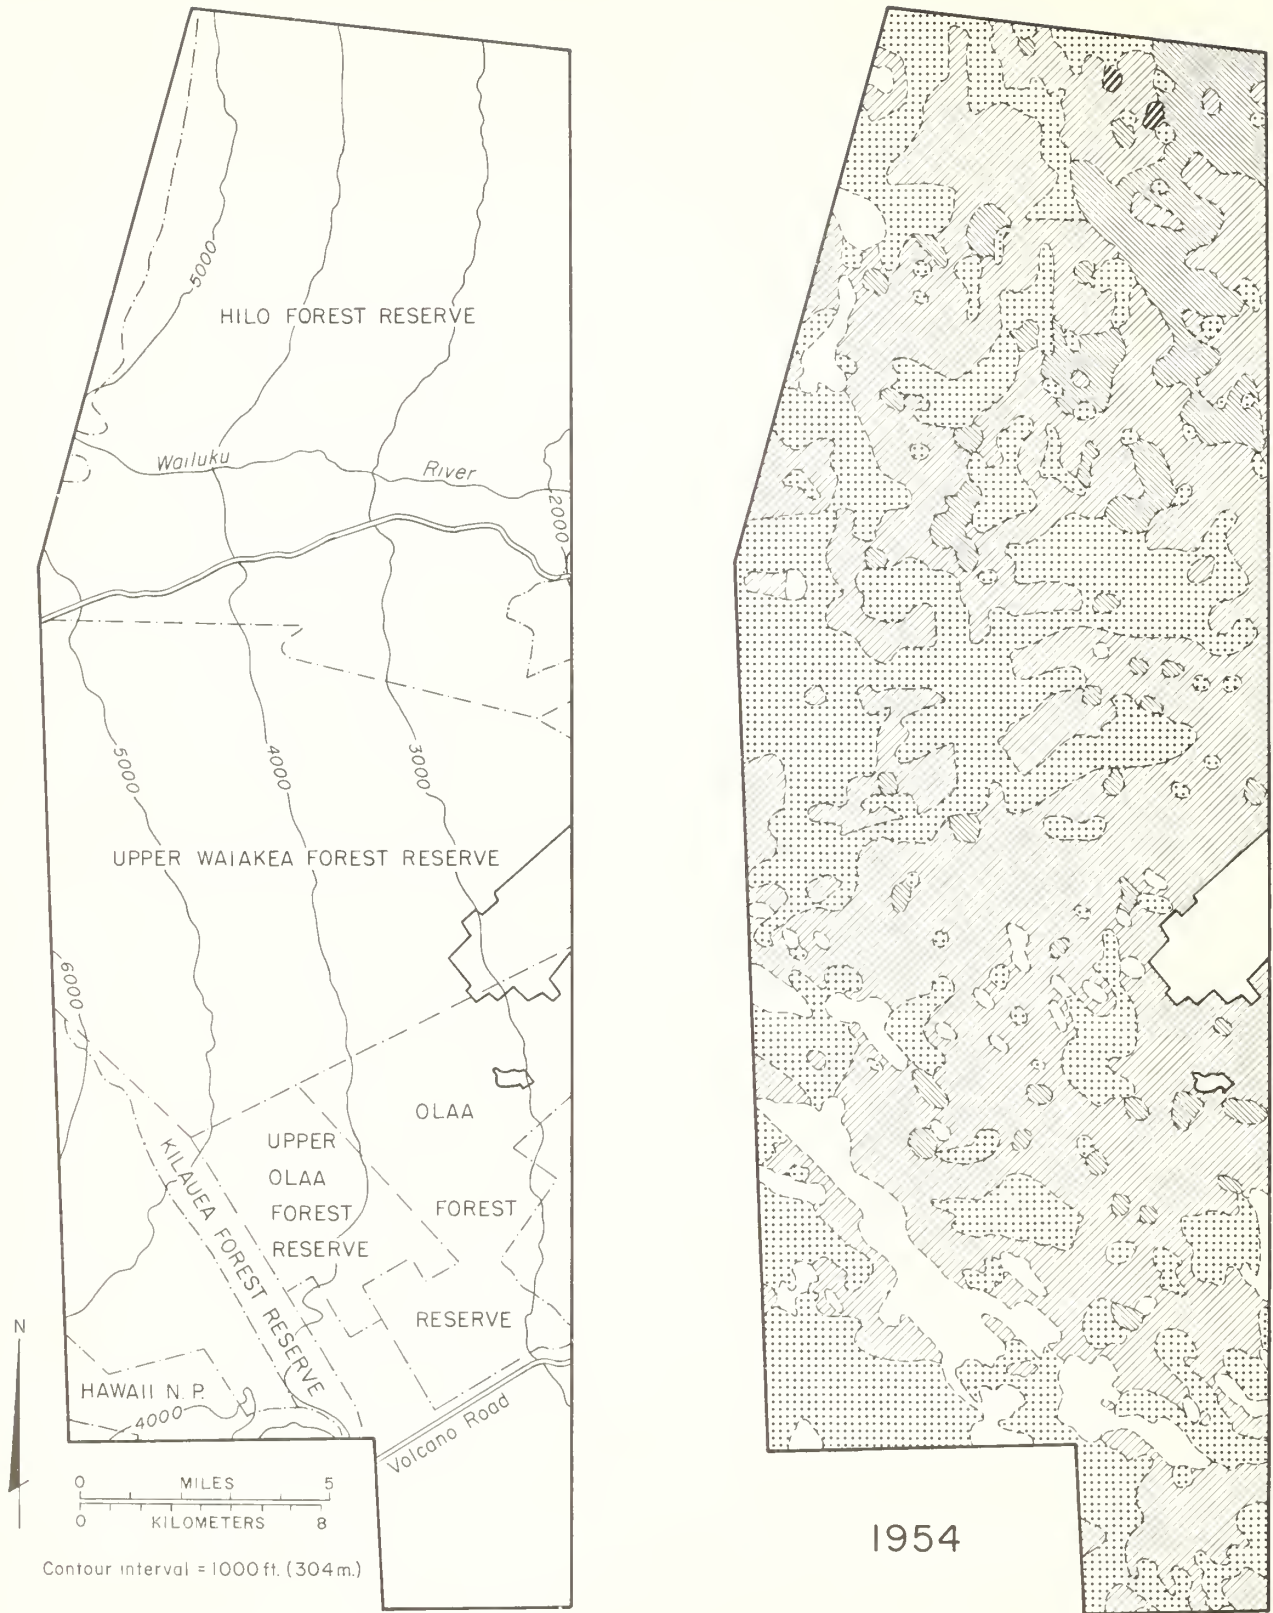 5000
HILO FOREST RESERVE
Wailuku River
2000
5000
4000
3000
UPPER WAIAKEA FOREST RESERVE
6000
OLAA
FOREST
RESERVE
UPPER
OLAA
FOREST
RESERVE
KILAUEA FOREST RESERVE
N
HAWAII N. P.
4000
Volcano Road
0 MILES 5
0 KILOMETERS 8
Contour interval = 1000 ft. (304 m.)
1954